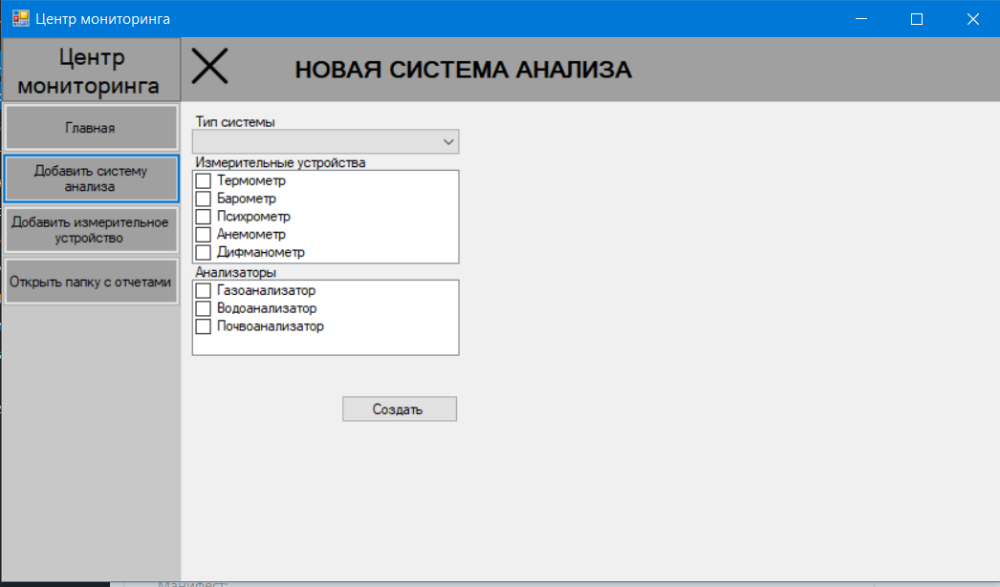 Центр мониторинга
Центр
мониторинга
НОВАЯ СИСТЕМА АНАЛИЗА
Главная
Добавить систему
анализа
Добавить измерительное
устройство
Открыть папку с отчетами
Тип системы
Измерительные устройства
Термометр
Барометр
Психрометр
Анемометр
Дифманометр
Анализаторы
Газоанализатор
Водоанализатор
Почвоанализатор
Создать
Манифест: